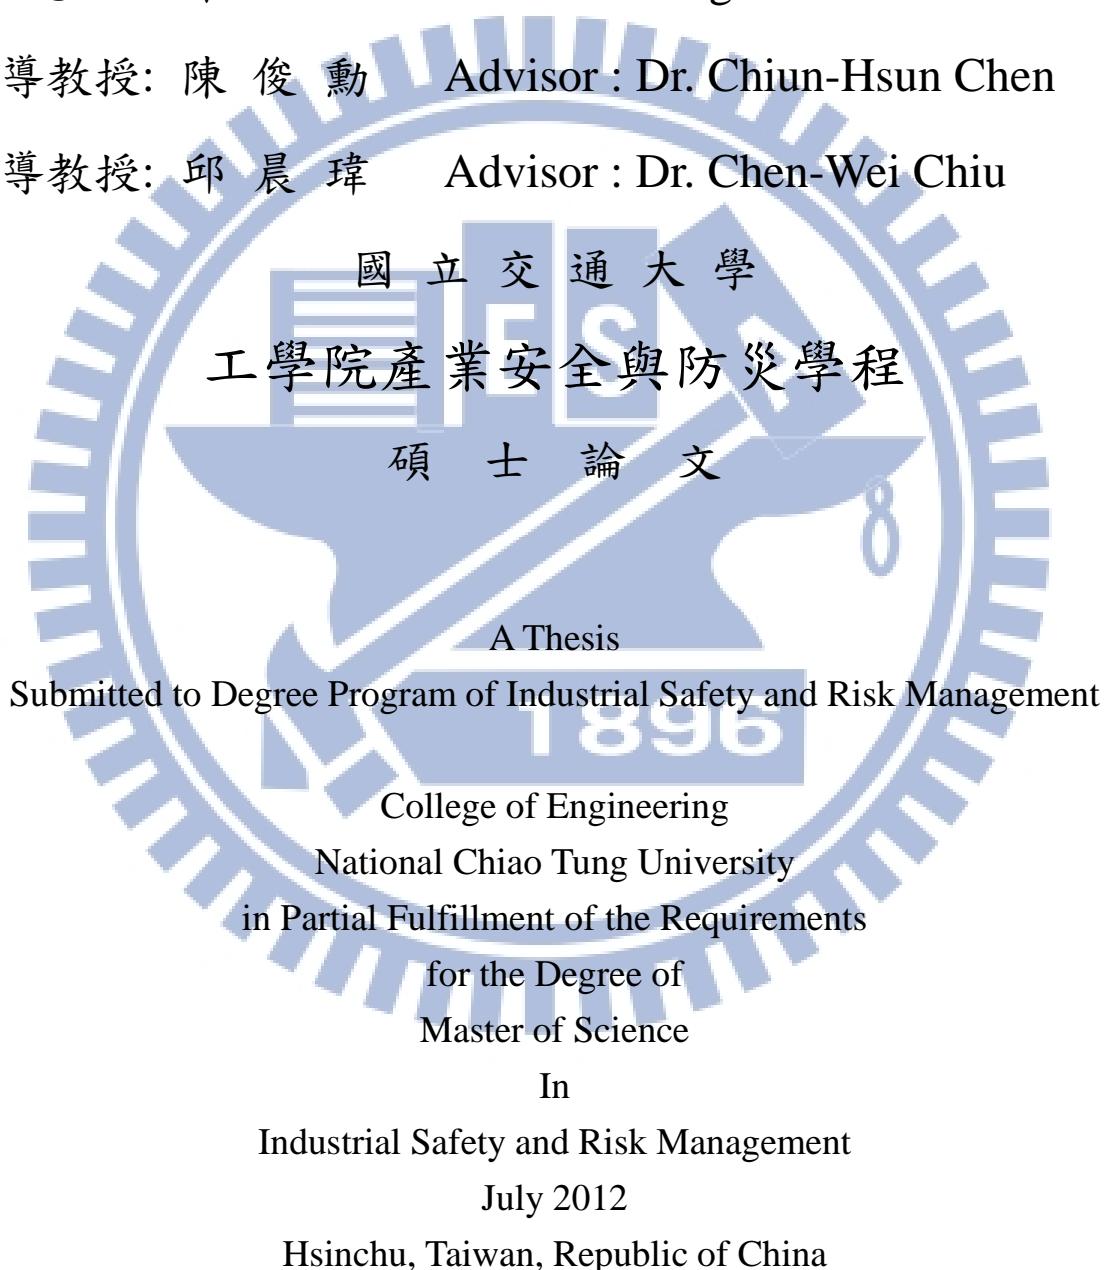 導教授: 陳 俊 勳 Advisor : Dr. Chiun-Hsun Chen
導教授: 邱 晨 瑋 Advisor : Dr. Chen-Wei Chiu
國 立 交 通 大 學
工學院產業安全與防災學程
碩 士 論 文
E S A
8
A Thesis
Submitted to Degree Program of Industrial Safety and Risk Management
1896
College of Engineering
National Chiao Tung University
in Partial Fulfillment of the Requirements
for the Degree of
Master of Science
In
Industrial Safety and Risk Management
July 2012
Hsinchu, Taiwan, Republic of China